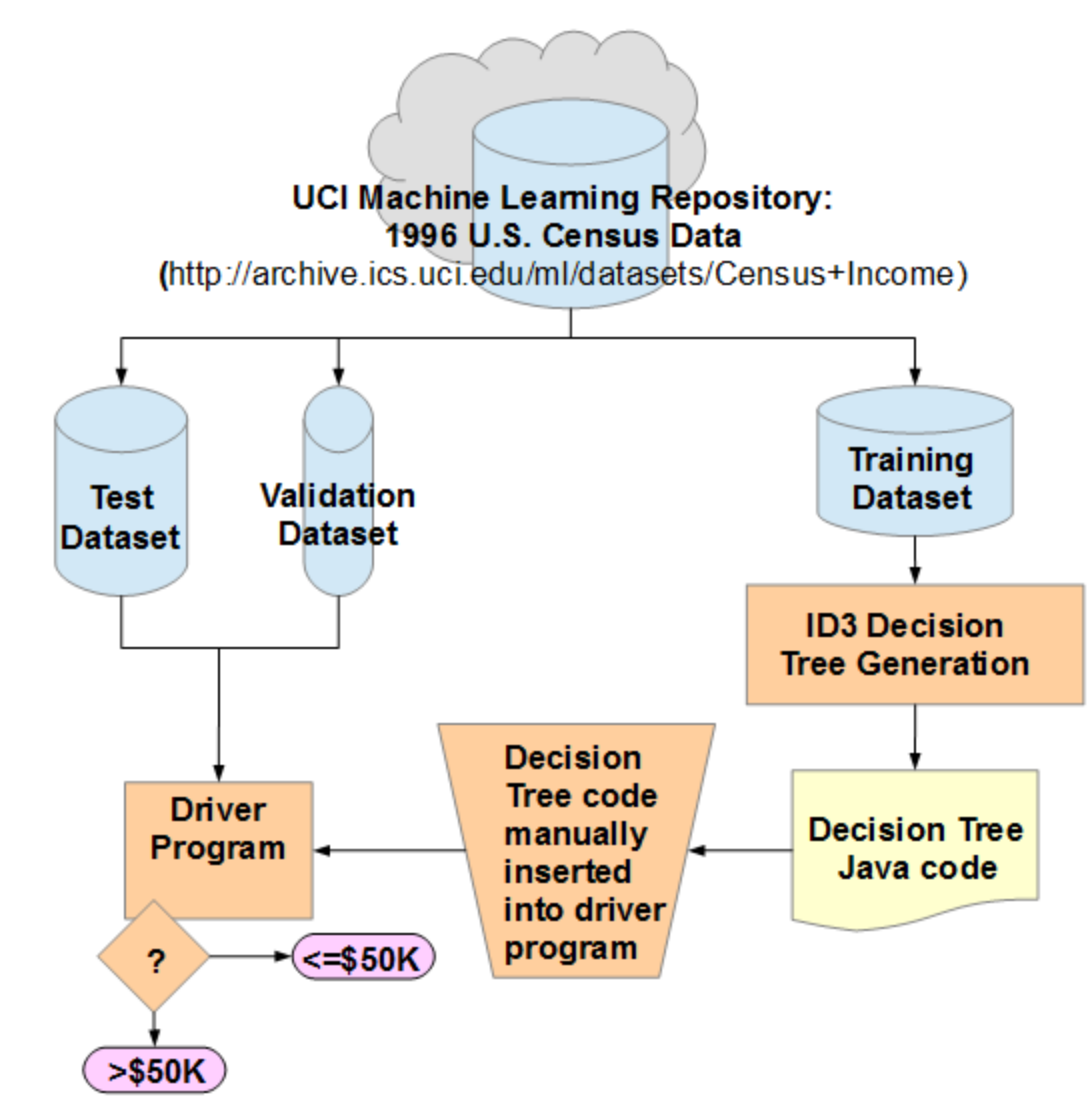 UCI Machine Learning Repository:
1996 U.S. Census Data
(http://archive.ics.uci.edu/ml/datasets/Census+Income)
Test
Dataset
Validation
Dataset
Training
Dataset
ID3 Decision
Tree Generation
Decision Tree
Java code
Decision
Tree code
manually
inserted
into driver
program
Driver
Program
?
<=$50K
>$50K